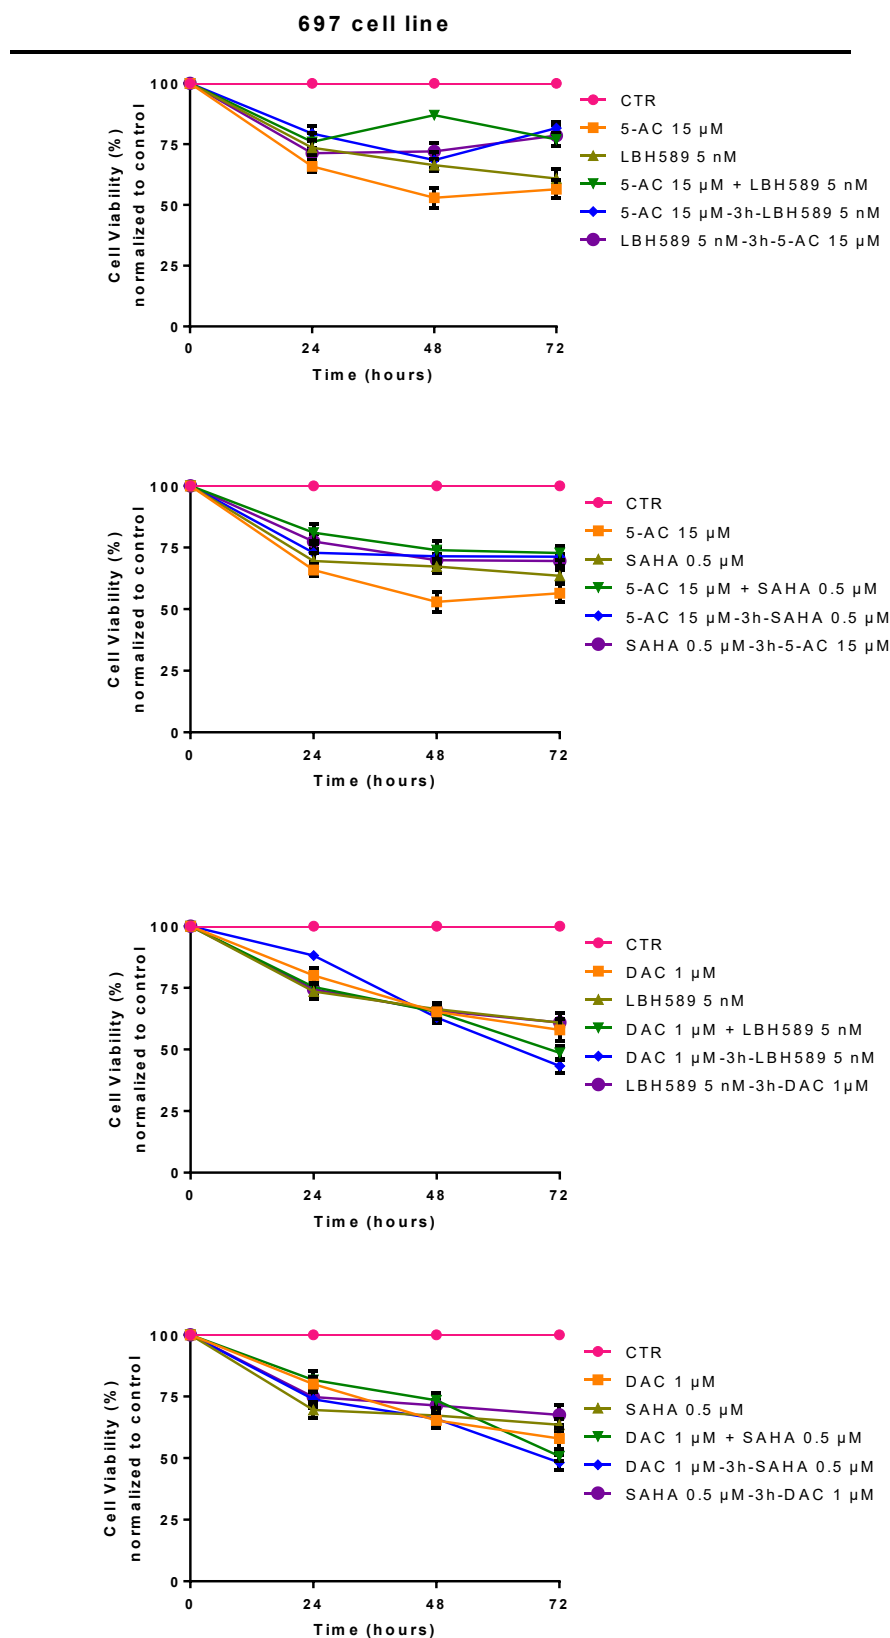 697 cell line
Cell Viability (%)
normalized to control
100
75
50
25
0
0 24 48 72
Time (hours)
CTR
5-AC 15 µM
LBH589 5 nM
5-AC 15 µM + LBH589 5 nM
5-AC 15 µM-3h-LBH589 5 nM
LBH589 5 nM-3h-5-AC 15 µM
Cell Viability (%)
normalized to control
100
75
50
25
0
0 24 48 72
Time (hours)
CTR
5-AC 15 µM
SAHA 0.5 µM
5-AC 15 µM + SAHA 0.5 µM
5-AC 15 µM-3h-SAHA 0.5 µM
SAHA 0.5 µM-3h-5-AC 15 µM
Cell Viability (%)
normalized to control
100
75
50
25
0
0 24 48 72
Time (hours)
CTR
DAC 1 µM
LBH589 5 nM
DAC 1 µM + LBH589 5 nM
DAC 1 µM-3h-LBH589 5 nM
LBH589 5 nM-3h-DAC 1µM
Cell Viability (%)
normalized to control
100
75
50
25
0
0 24 48 72
Time (hours)
CTR
DAC 1 µM
SAHA 0.5 µM
DAC 1 µM + SAHA 0.5 µM
DAC 1 µM-3h-SAHA 0.5 µM
SAHA 0.5 µM-3h-DAC 1 µM